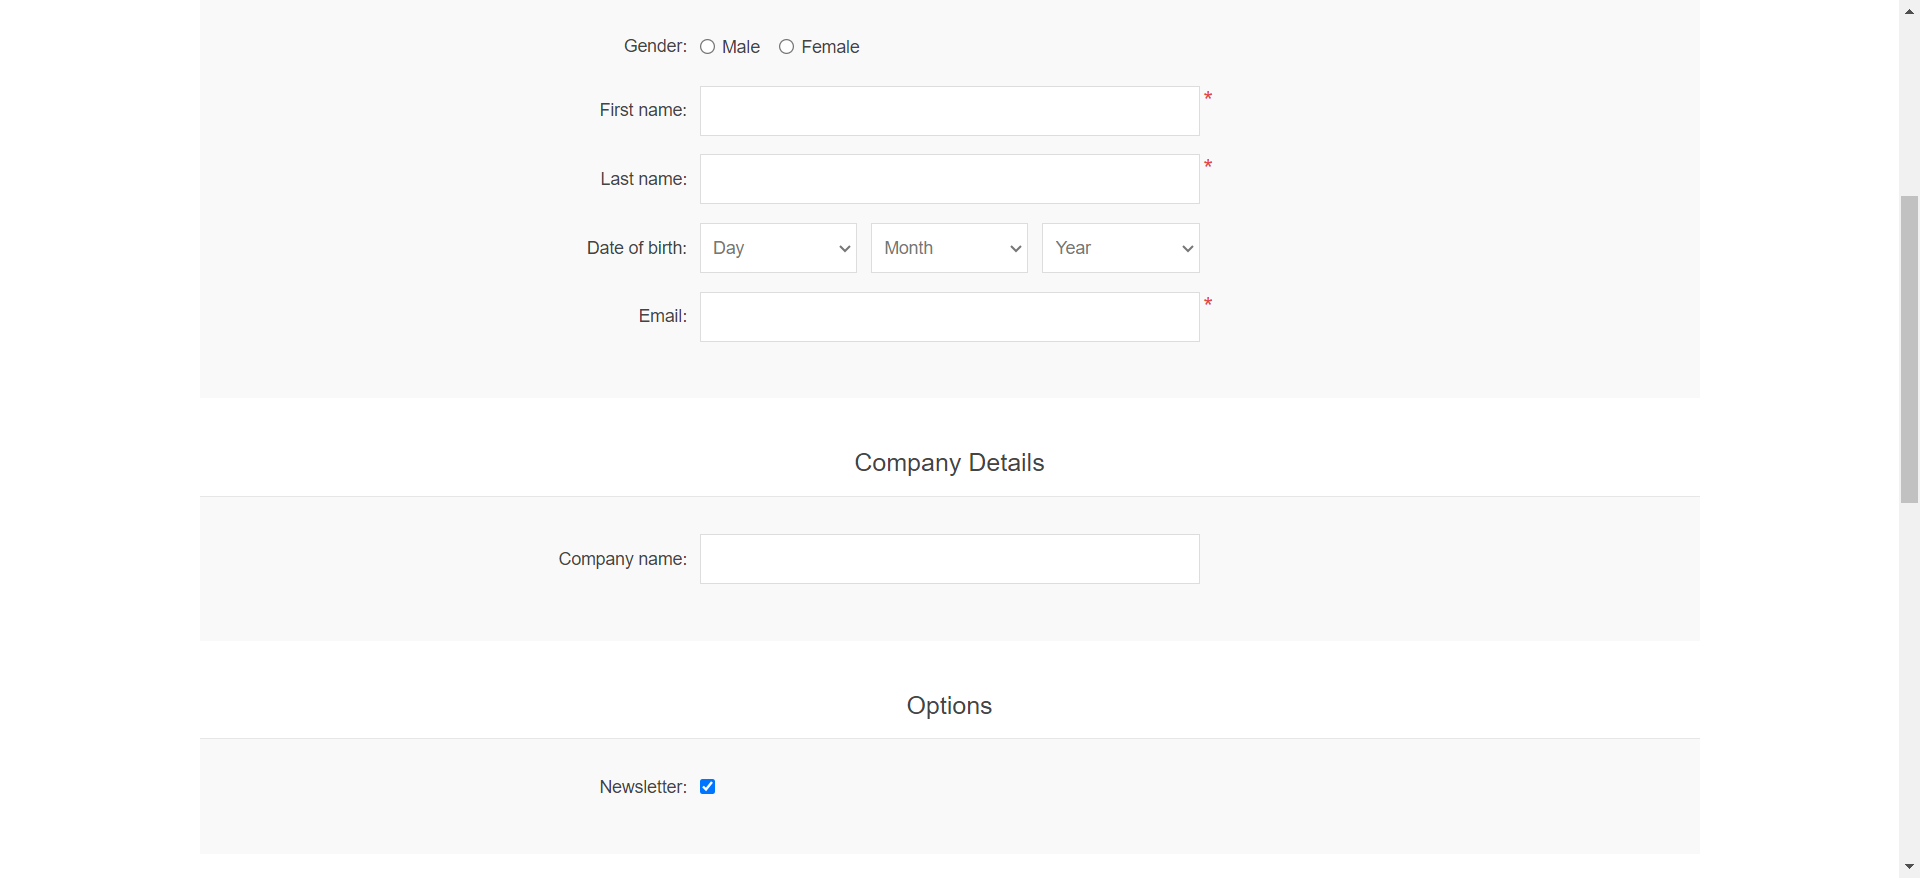 Gender: Male Female
First name: *
Last name: *
Date of birth: Day Month Year
Email: *
Company Details
Company name:
Options
Newsletter: